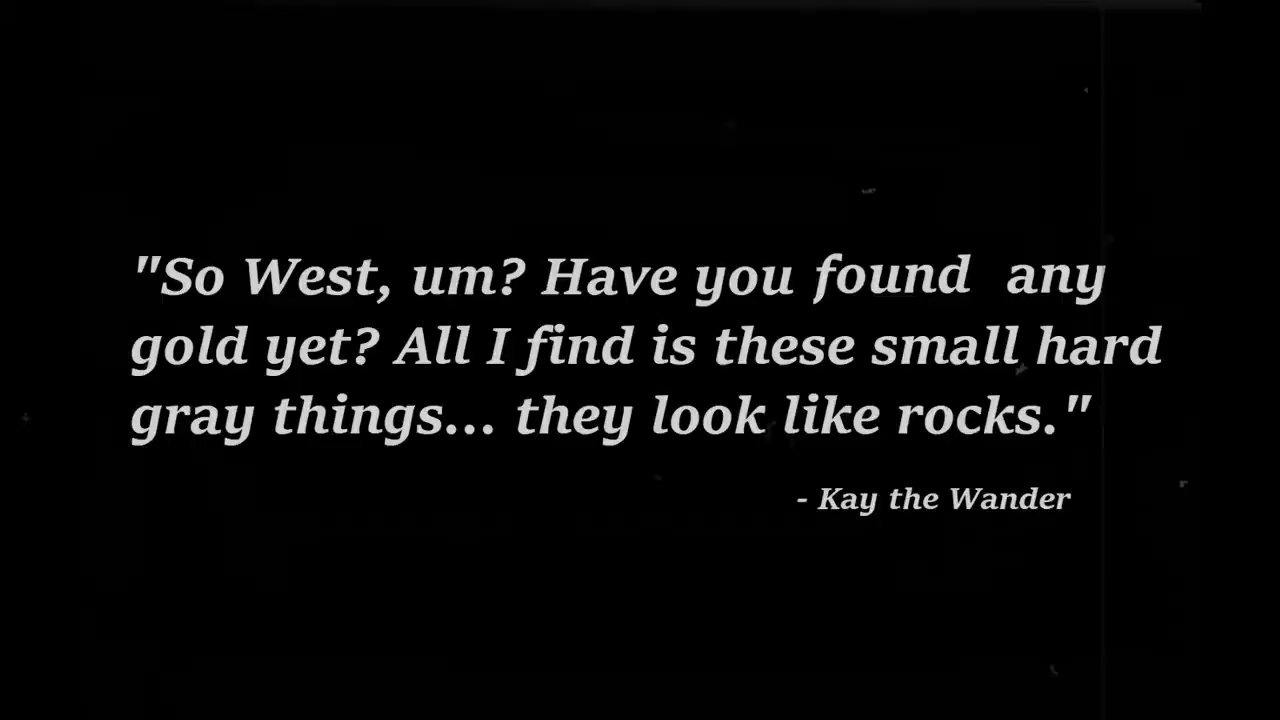 "So West, um? Have you found any
gold yet? All I find is these small hard
gray things... they look like rocks."
- Kay the Wander